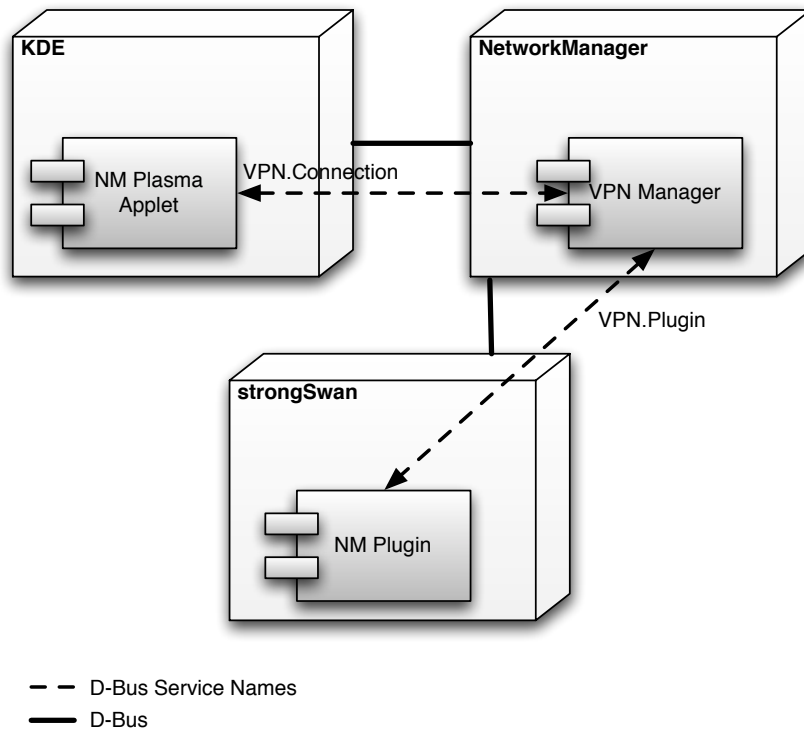 KDE
NetworkManager
NM Plasma
Applet
VPN.Connection
VPN Manager
VPN.Plugin
strongSwan
NM Plugin
D-Bus Service Names
D-Bus